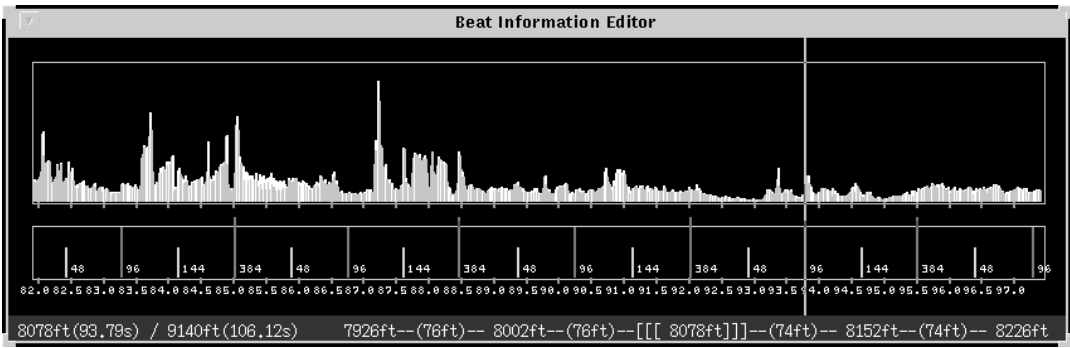 Beat Information Editor
48 96 144 384 48 96 144 384 48 96 144 384 48 96 144 384 48 96
82.0 82.5 83.0 83.5 84.0 84.5 85.0 85.5 86.0 86.5 87.0 87.5 88.0 88.5 89.0 89.5 90.0 90.5 91.0 91.5 92.0 92.5 93.0 93.5 94.0 94.5 95.0 95.5 96.0 96.5 97.0
8078ft(93.79s) / 9140ft(106.12s) 7926ft--(76ft)-- 8002ft--(76ft)--[[[ 8078ft]]]--(74ft)-- 8152ft--(74ft)-- 8226ft